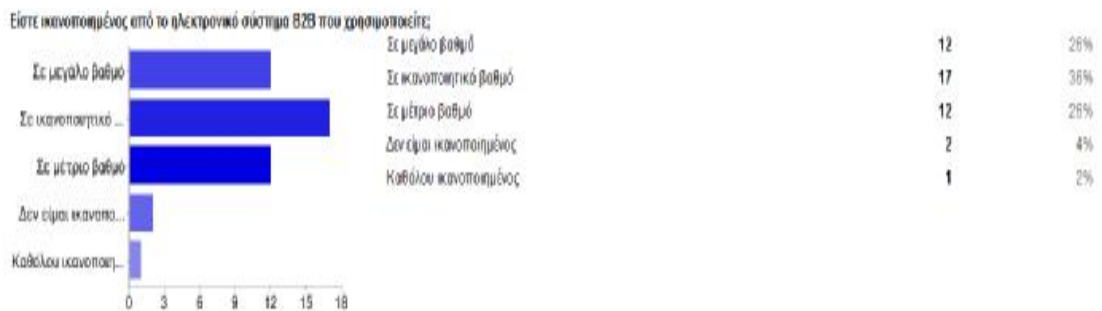 Είστε ικανοποιημένος από το ηλεκτρονικό σύστημα B2B που χρησιμοποιείτε;
Σε μεγάλο βαθμό
Σε ικανοποιητικό ...
Σε μέτριο βαθμό
Δεν είμαι ικανοπο...
Καθόλου ικανοποιη...
0 3 6 9 12 15 18
Σε μεγάλο βαθμό 12 26%
Σε ικανοποιητικό βαθμό 17 36%
Σε μέτριο βαθμό 12 26%
Δεν είμαι ικανοποιημένος 2 4%
Καθόλου ικανοποιημένος 1 2%